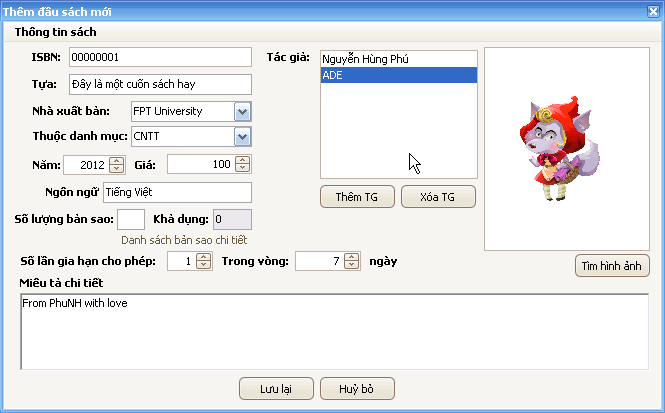 Thêm đầu sách mới
Thông tin sách
ISBN: 00000001
Tựa: Đây là một cuốn sách hay
Nhà xuất bản: FPT University
Thuộc danh mục: CNTT
Năm: 2012 Giá: 100
Ngôn ngữ Tiếng Việt
Số lượng bản sao: Khả dụng: 0
Danh sách bản sao chi tiết
Số lần gia hạn cho phép: 1 Trong vòng: 7 ngày
Tác giả: Nguyễn Hùng Phú
ADE
Thêm TG Xóa TG
Tìm hình ảnh
Miêu tả chi tiết
From PhuNH with love
Lưu lại Huỷ bỏ